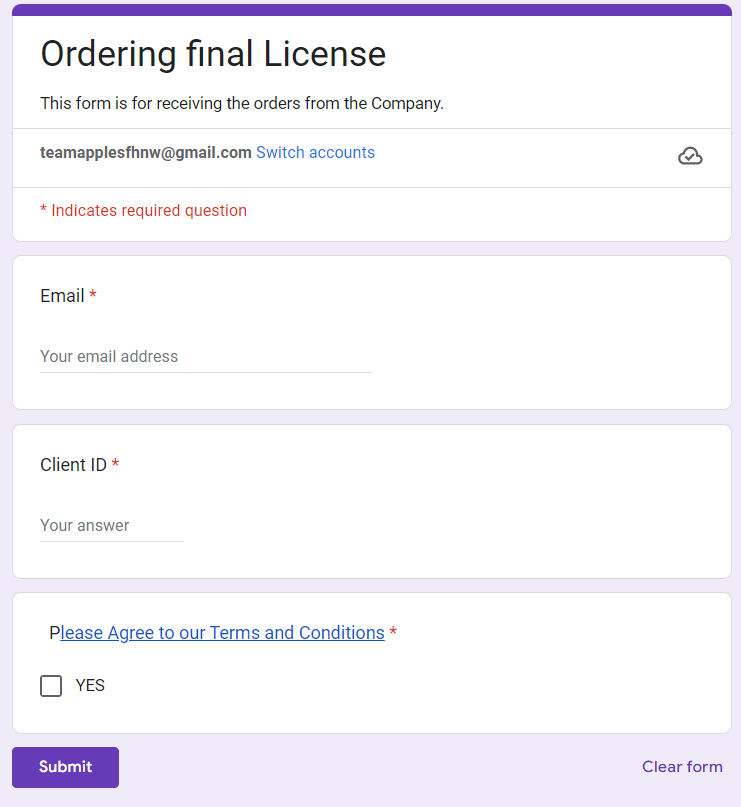 Ordering final License
This form is for receiving the orders from the Company.
teamapplesfhnw@gmail.com Switch accounts
* Indicates required question
Email *
Your email address
Client ID *
Your answer
Please Agree to our Terms and Conditions *
YES
Submit Clear form